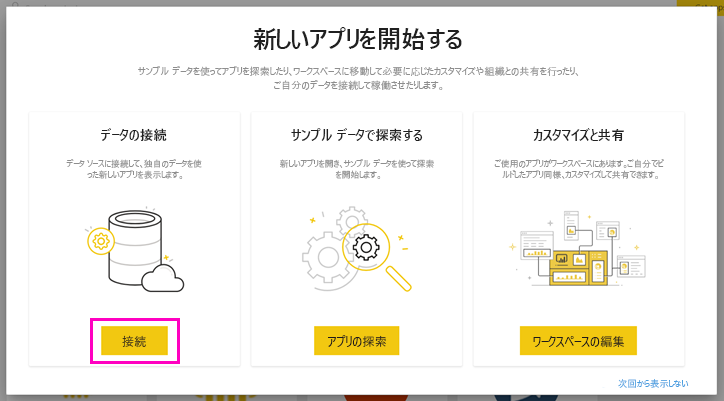 新しいアプリを開始する
サンプル データを使ってアプリを探索したり、ワークスペースに移動して必要に応じたカスタマイズや組織との共有を行ったり、
ご自分のデータを接続して稼働させたりします。
データの接続
データ ソースに接続して、独自のデータを使
った新しいアプリを表示します。
接続
サンプル データで探索する
新しいアプリを開き、サンプル データを使って探索
を開始します。
アプリの探索
カスタマイズと共有
ご使用のアプリがワークスペースにあります。ご自分でビ
ルドしたアプリ同様、カスタマイズして共有できます。
ワークスペースの編集
次回から表示しない